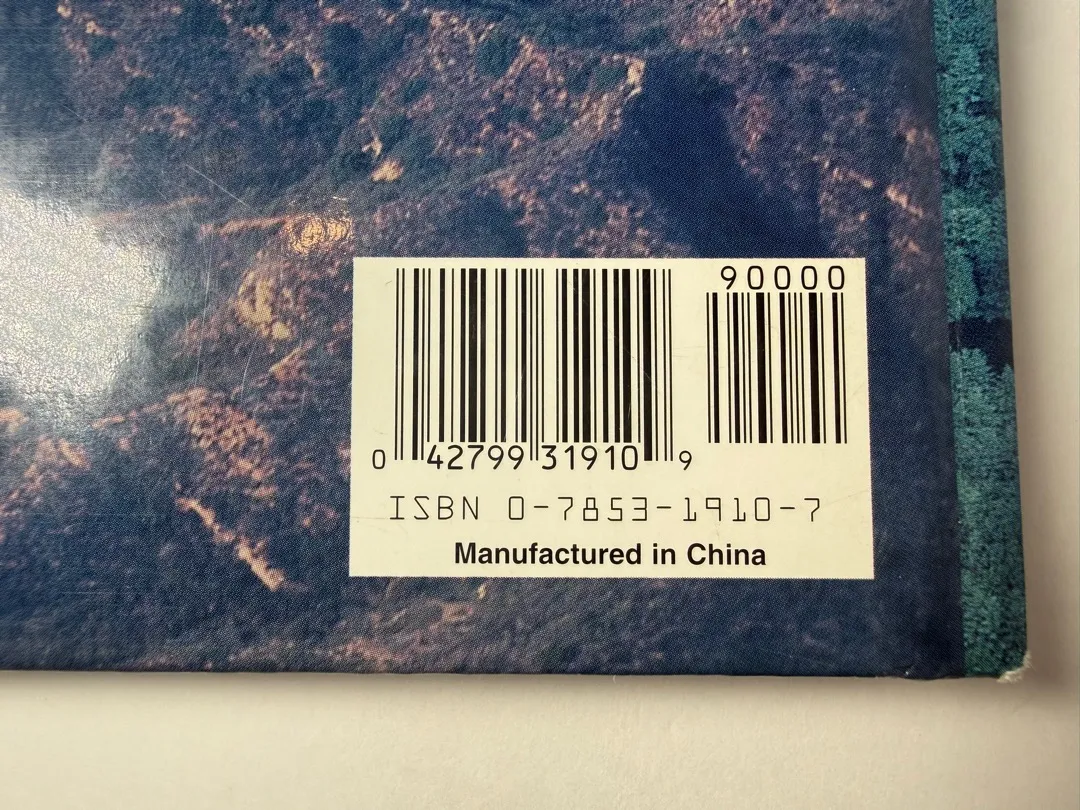 90000
0 42799 31910 9
ISBN 0-7853-1910-7
Manufactured in China